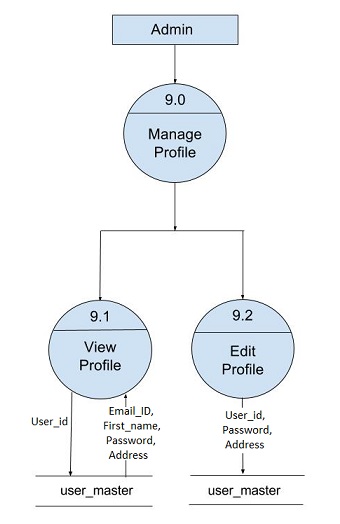 Admin
9.0
Manage
Profile
9.1
View
Profile
9.2
Edit
Profile
User_id
Email_ID,
First_name,
Password,
Address
User_id,
Password,
Address
user_master
user_master